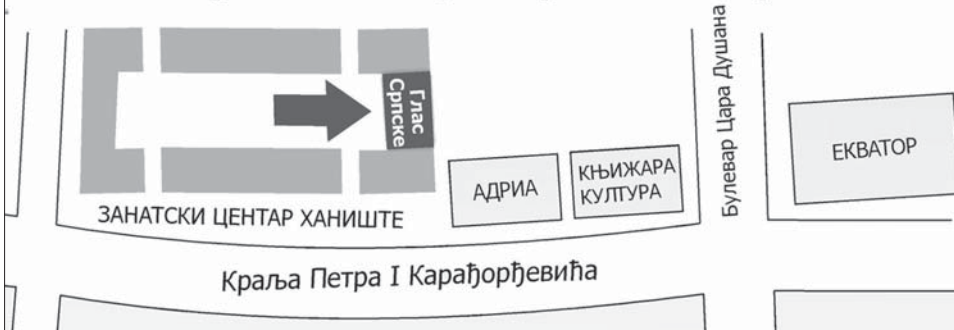 Глас
Српске
АДРИА
КЊИЖАРА
КУЛТУРА
Булевар Цара Душана
ЕКВАТОР
ЗАНАТСКИ ЦЕНТАР ХАНИШТЕ
Краља Петра I Карађорђевића